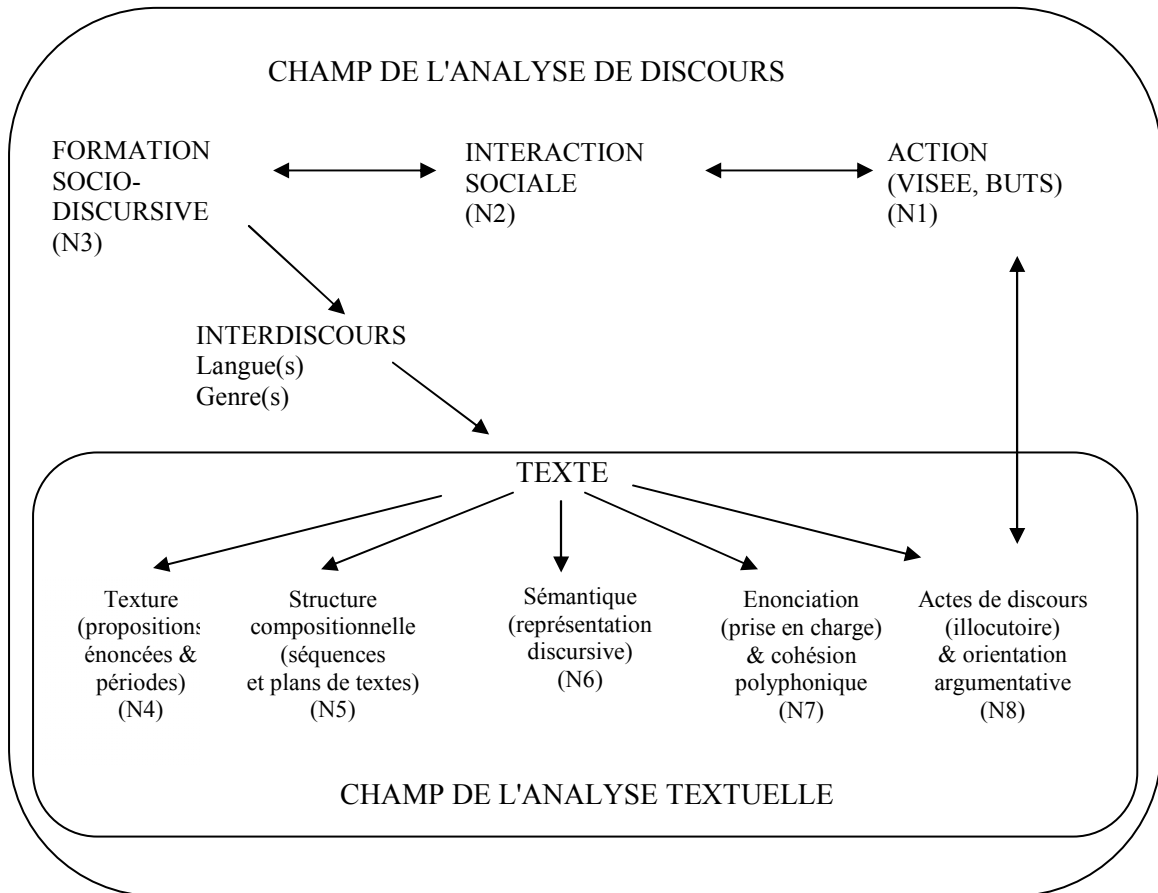 CHAMP DE L'ANALYSE DE DISCOURS
FORMATION
SOCIO-
DISCURSIVE
(N3)
INTERACTION
SOCIALE
(N2)
ACTION
(VISEE, BUTS)
(N1)
INTERDISCOURS
Langue(s)
Genre(s)
TEXTE
Texture
(propositions
énoncées &
périodes)
(N4)
Structure
compositionnelle
(séquences
et plans de textes)
(N5)
Sémantique
(représentation
discursive)
(N6)
Enonciation
(prise en charge)
& cohésion
polyphonique
(N7)
Actes de discours
(illocutoire)
& orientation
argumentative
(N8)
CHAMP DE L'ANALYSE TEXTUELLE